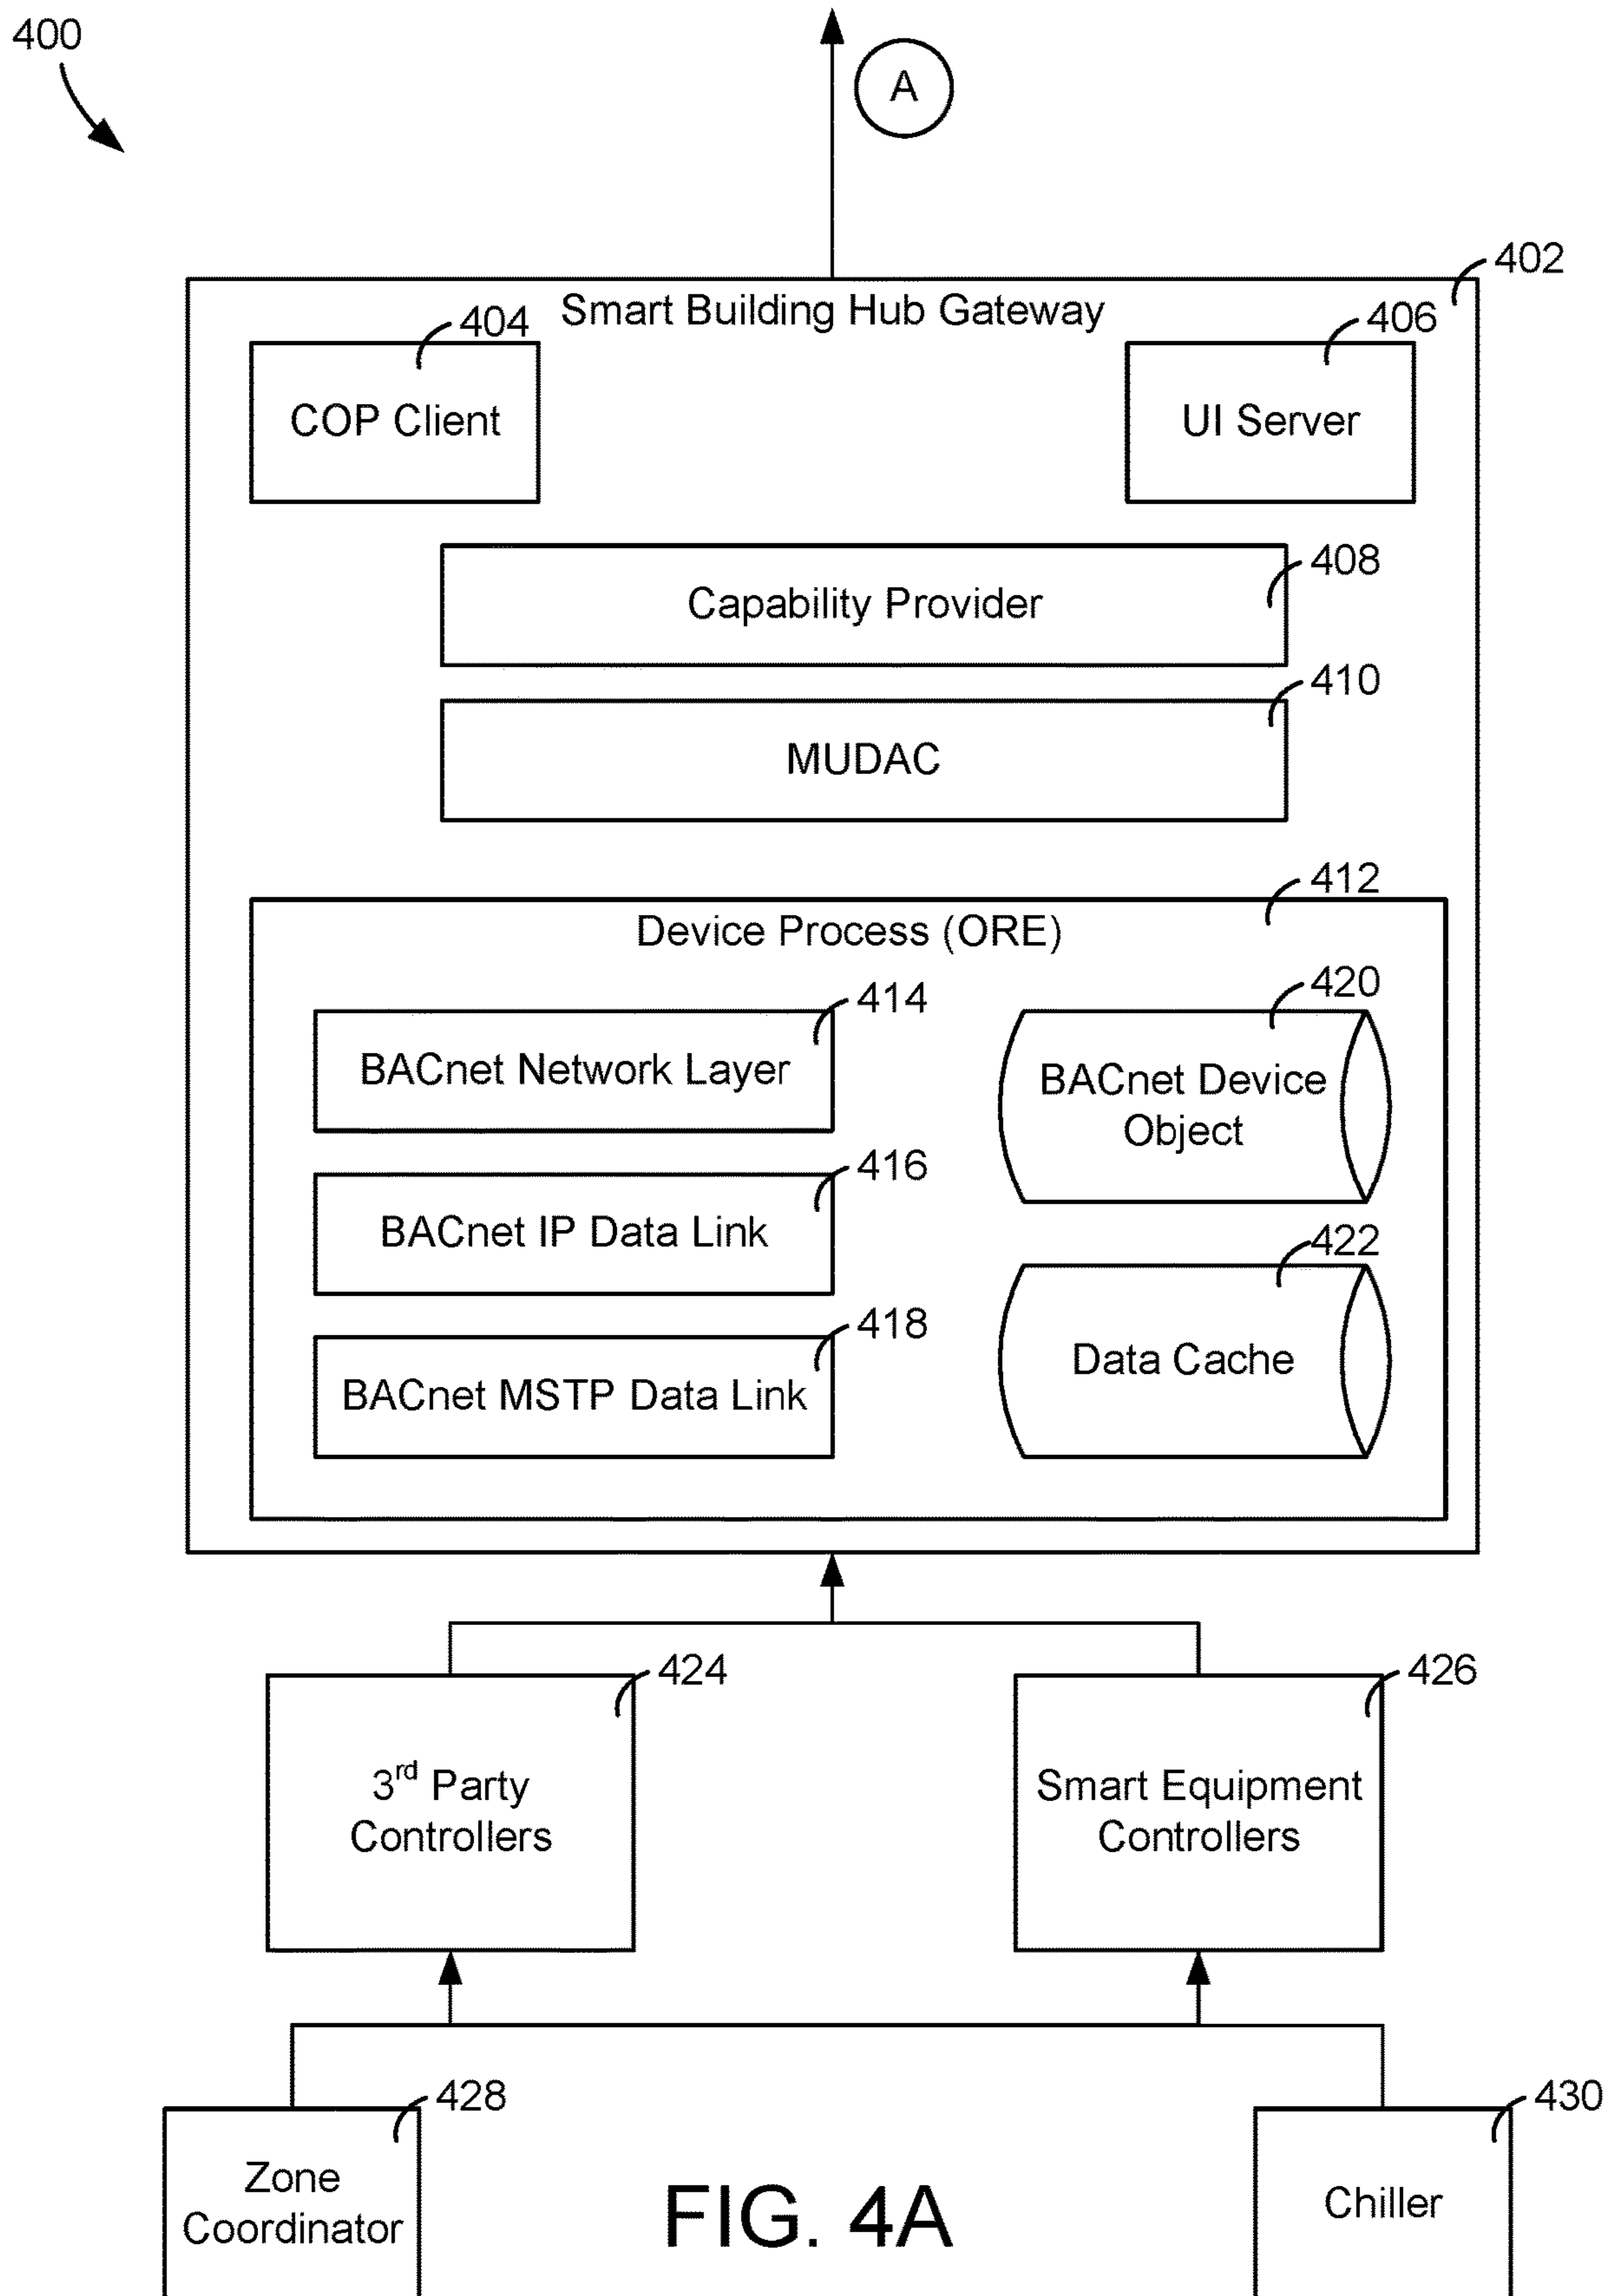 400
A
402
Smart Building Hub Gateway
404
406
COP Client
UI Server
408
Capability Provider
410
MUDAC
412
Device Process (ORE)
414
420
BACnet Network Layer
BACnet Device
Object
416
BACnet IP Data Link
422
418
Data Cache
BACnet MSTP Data Link
424
426
3rd Party
Controllers
Smart Equipment
Controllers
428
430
Zone
Coordinator
Chiller
FIG. 4A